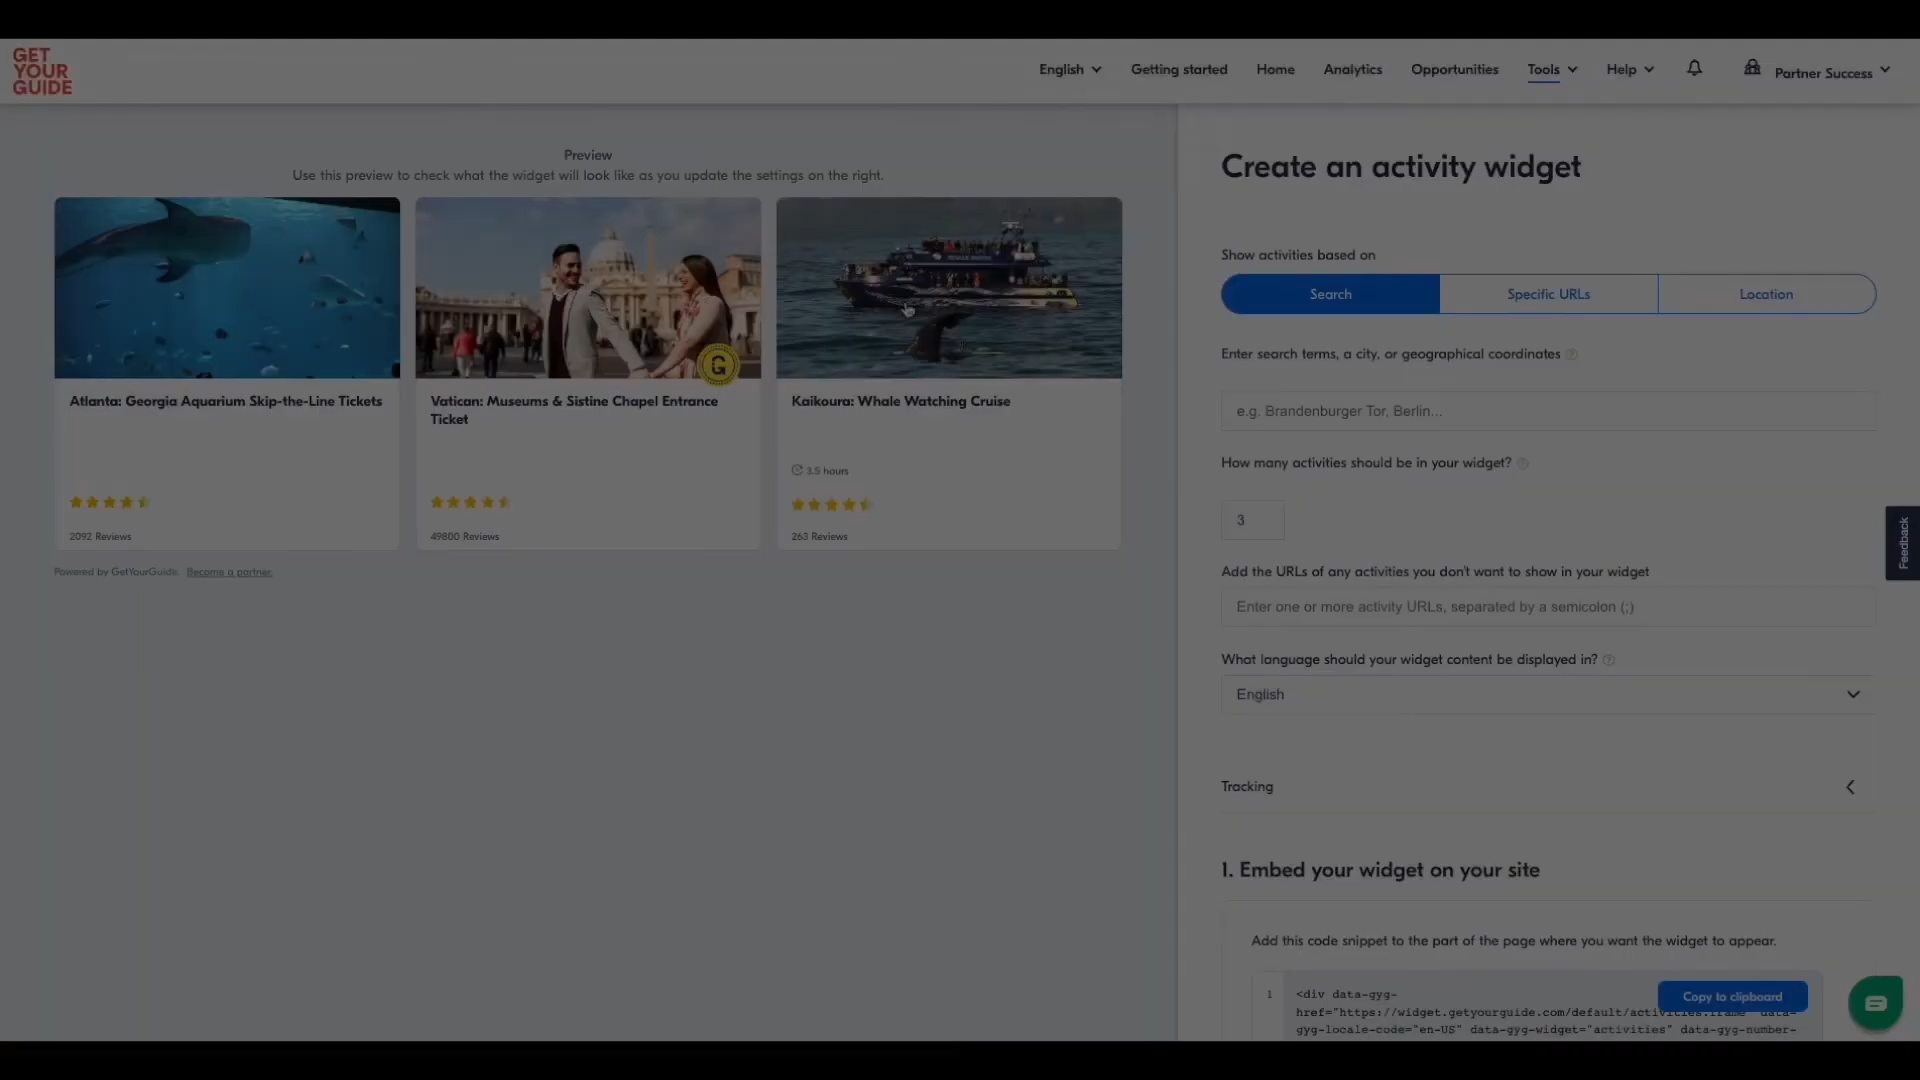 GET
YOUR
GUIDE
English
Getting started
Home
Analytics
Opportunities
Tools
Help
Partner Success
Preview
Use this preview to check what the widget will look like as you update the settings on the right.
Atlanta: Georgia Aquarium Skip-the-Line Tickets
2092 Reviews
G
Vatican: Museums & Sistine Chapel Entrance
Ticket
49800 Reviews
Kaikoura: Whale Watching Cruise
3.5 hours
263 Reviews
Powered by GetYourGuide. Become a partner.
Create an activity widget
Show activities based on
Search
Specific URLs
Location
Enter search terms, a city, or geographical coordinates
e.g. Brandenburger Tor, Berlin...
How many activities should be in your widget?
3
Add the URLs of any activities you don't want to show in your widget
Enter one or more activity URLs, separated by a semicolon (;)
What language should your widget content be displayed in?
English
Tracking
1. Embed your widget on your site
Add this code snippet to the part of the page where you want the widget to appear.
Copy to clipboard
1
<div data-gyg-
href="https://widget.getyourguide.com/default/activities.frame" data-
gyg-locale-code="en-US" data-gyg-widget="activities" data-gyg-number-
Feedback